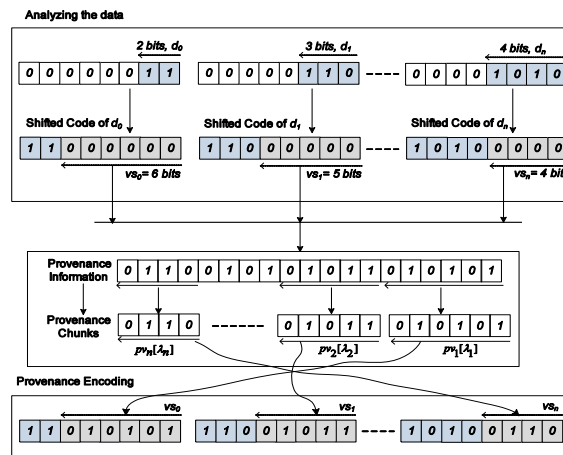 Analyzing the data
2 bits, d0 3 bits, d1 4 bits, dn
0 0 0 0 0 0 1 1 0 0 0 0 0 1 1 0 0 0 0 0 1 0 1 0
Shifted Code of d0 Shifted Code of d1 Shifted Code of dn
1 1 0 0 0 0 0 0 1 1 0 0 0 0 0 0 1 0 1 0 0 0 0 0
vs0= 6 bits vs1= 5 bits vsn= 4 bit
Provenance Information 0 1 1 0 0 1 0 1 0 1 0 1 1 0 1 0 1 0 1
Provenance Chunks 0 1 1 0 0 1 0 1 1 0 1 0 1 0 1
pvn[λn] pv2[λ2] pv1[λ1]
Provenance Encoding
vs0 vs1 vsn
1 1 0 1 0 1 0 1 1 1 0 0 1 0 1 1 1 0 1 0 0 1 1 0